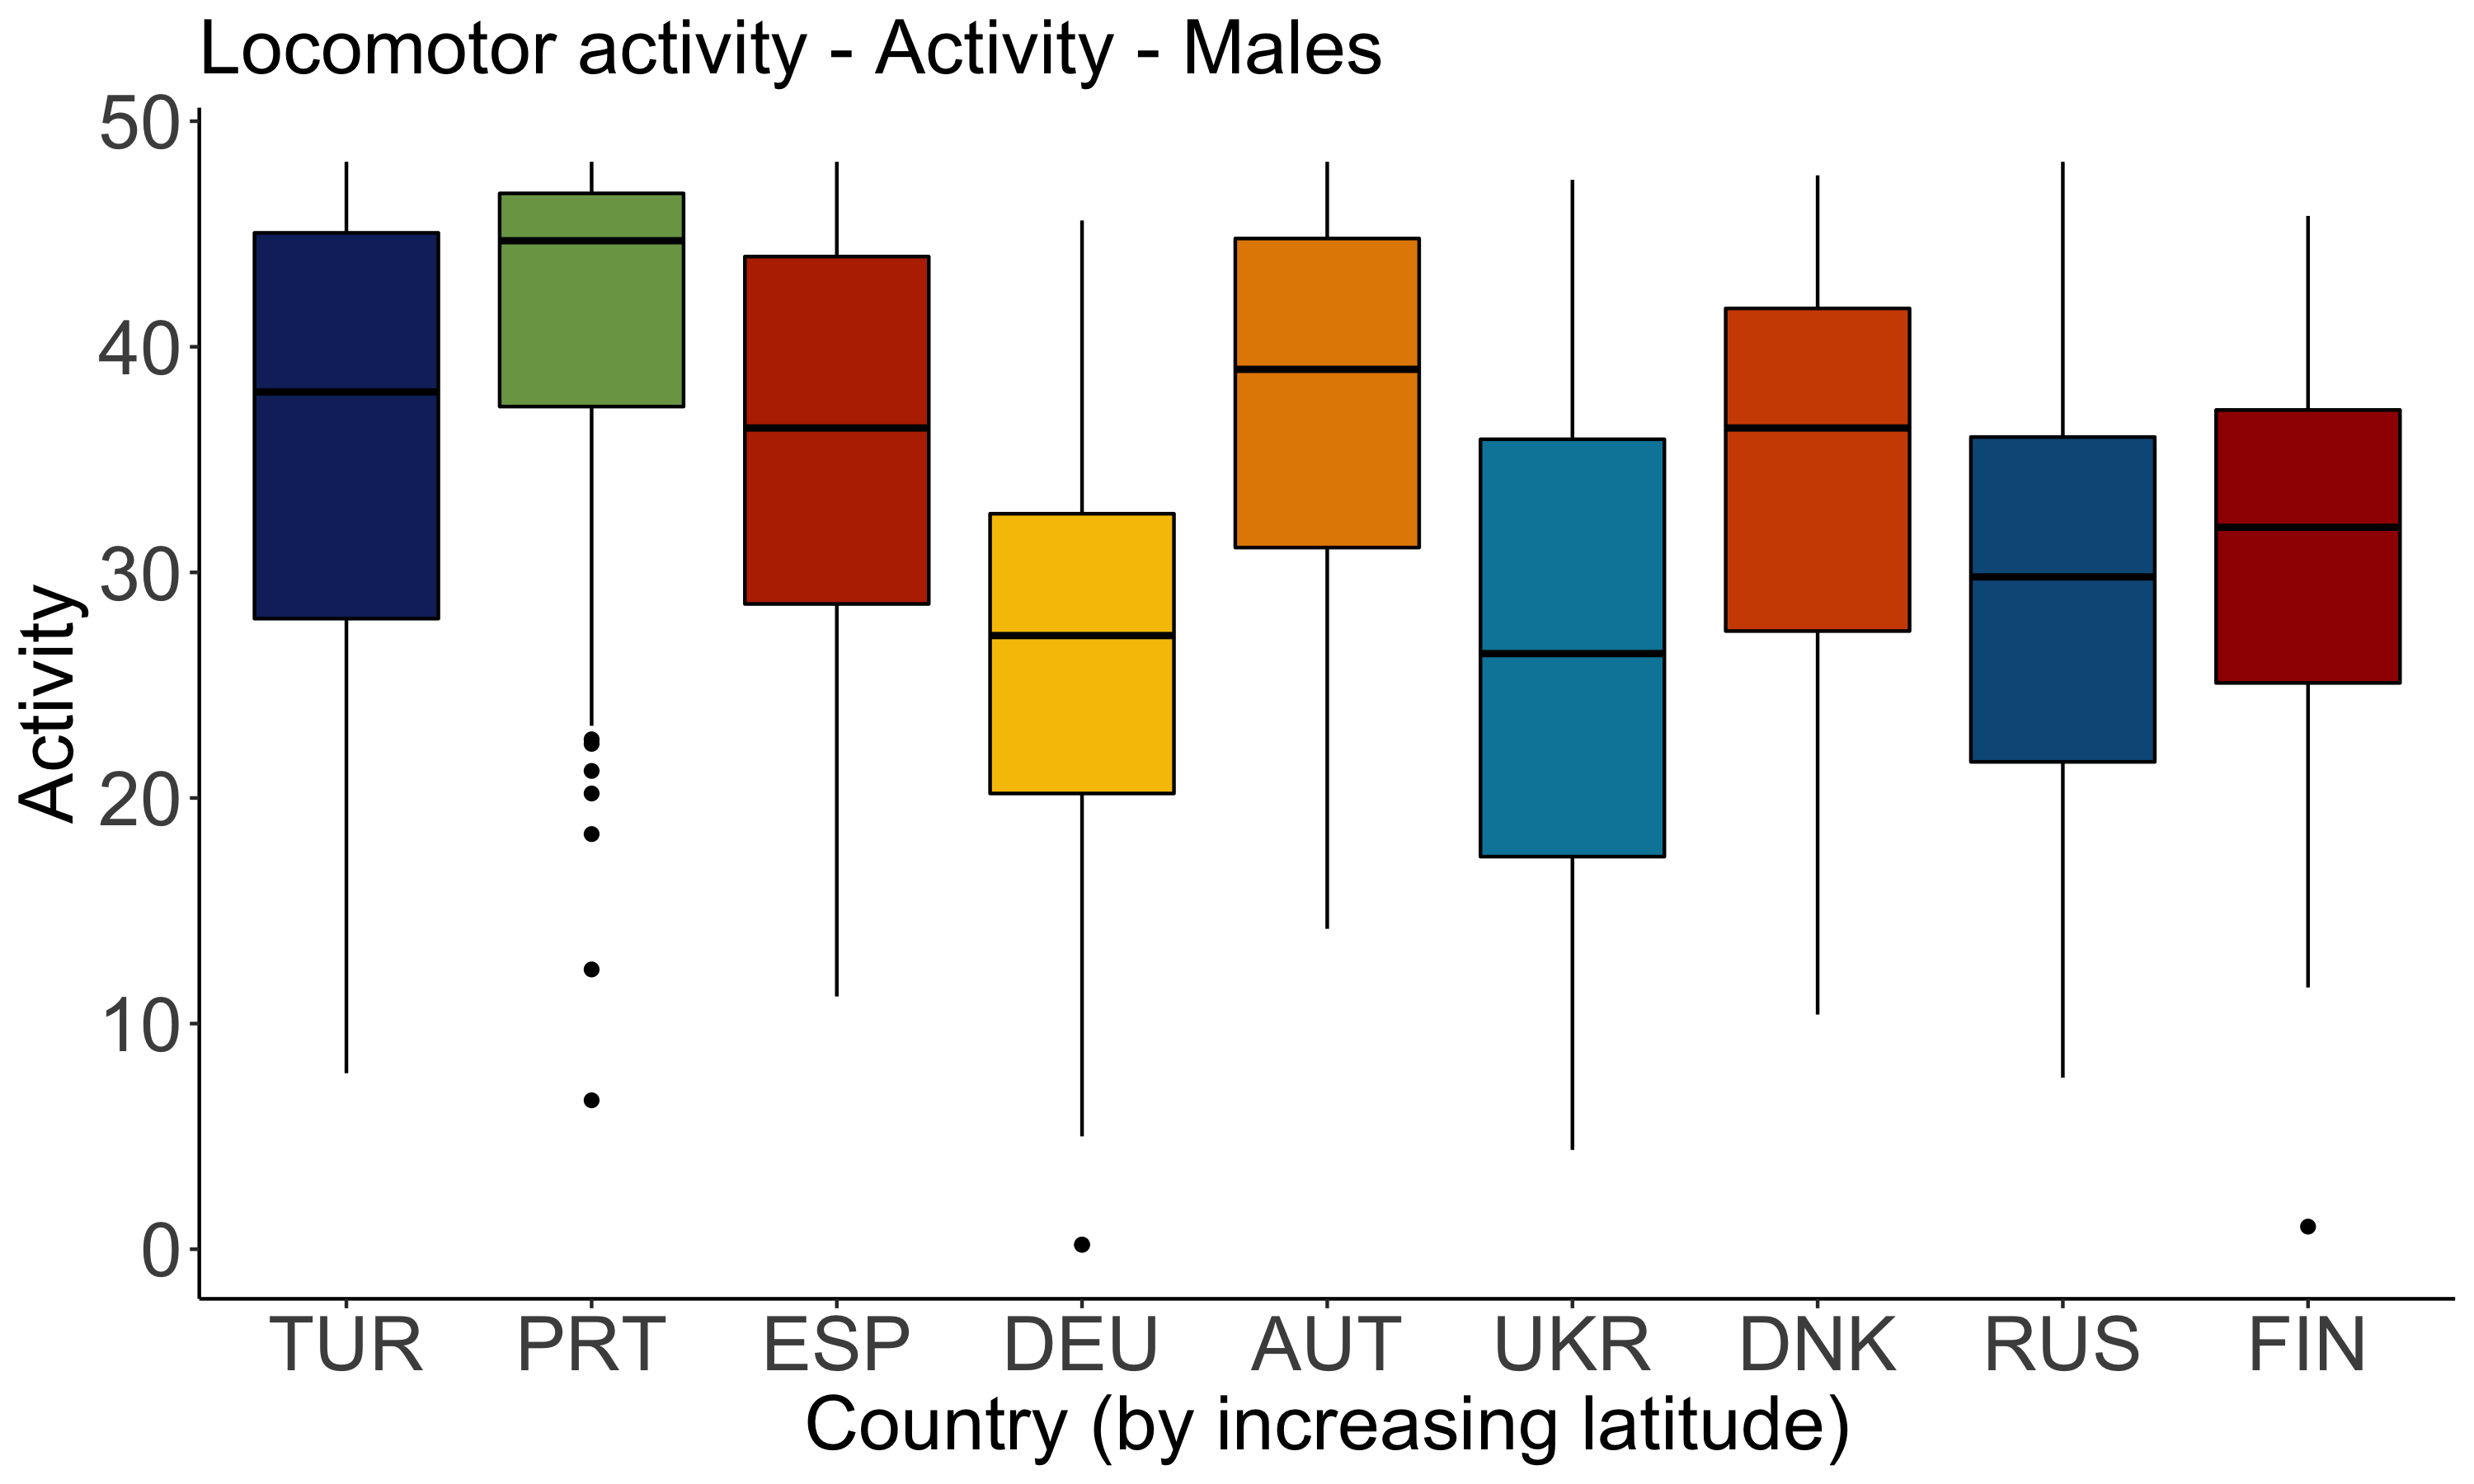 Locomotor activity - Activity - Males
50
40
30
20
10
0
Activity
TUR PRT ESP DEU AUT UKR DNK RUS FIN
Country (by increasing latitude)